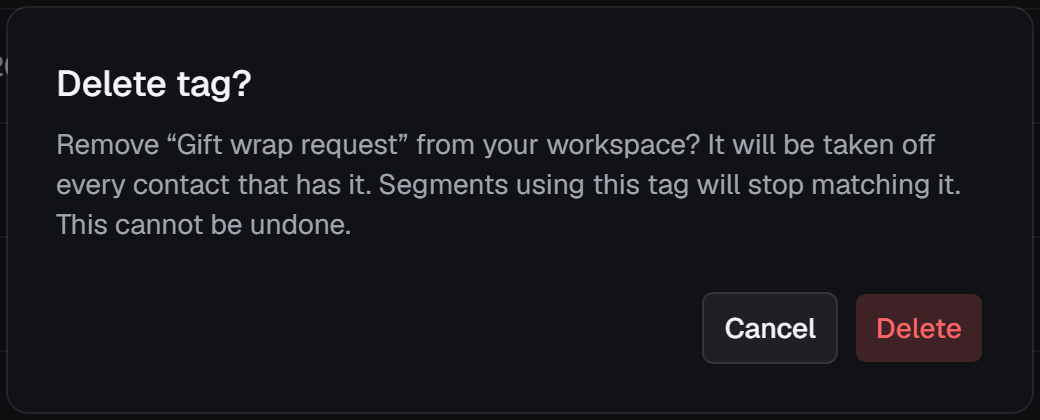 Delete tag?
Remove “Gift wrap request” from your workspace? It will be taken off
every contact that has it. Segments using this tag will stop matching it.
This cannot be undone.
Cancel
Delete